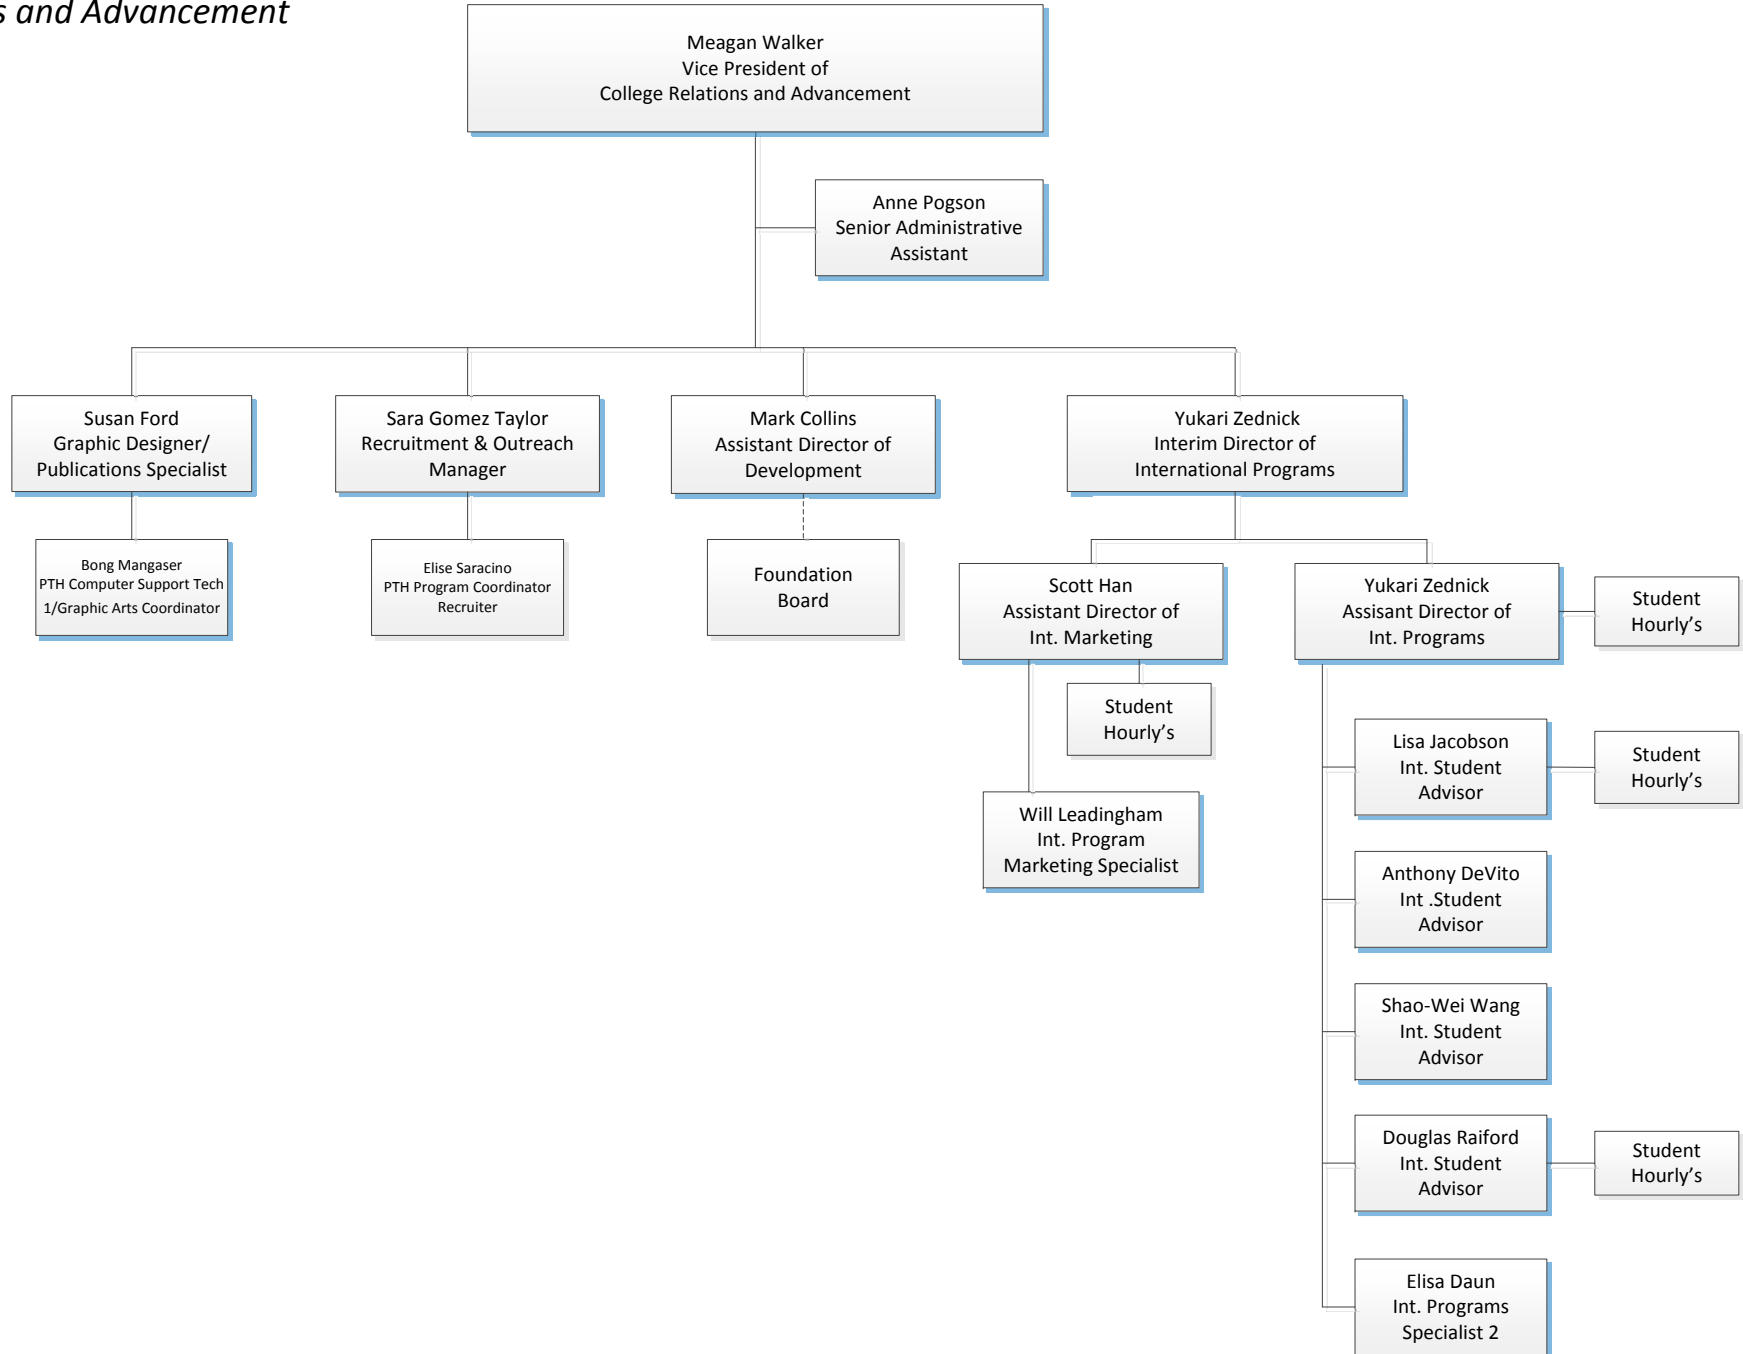 s and Advancement
Meagan Walker
Vice President of
College Relations and Advancement
Anne Pogson
Senior Administrative
Assistant
Susan Ford
Graphic Designer/
Publications Specialist
Sara Gomez Taylor
Recruitment & Outreach
Manager
Mark Collins
Assistant Director of
Development
Yukari Zednick
Interim Director of
International Programs
Bong Mangaser
PTH Computer Support Tech
1/Graphic Arts Coordinator
Elise Saracino
PTH Program Coordinator
Recruiter
Foundation
Board
Scott Han
Assistant Director of
Int. Marketing
Yukari Zednick
Assisant Director of
Int. Programs
Student
Hourly’s
Student
Hourly’s
Will Leadingham
Int. Program
Marketing Specialist
Lisa Jacobson
Int. Student
Advisor
Student
Hourly’s
Anthony DeVito
Int .Student
Advisor
Shao-Wei Wang
Int. Student
Advisor
Douglas Raiford
Int. Student
Advisor
Student
Hourly’s
Elisa Daun
Int. Programs
Specialist 2